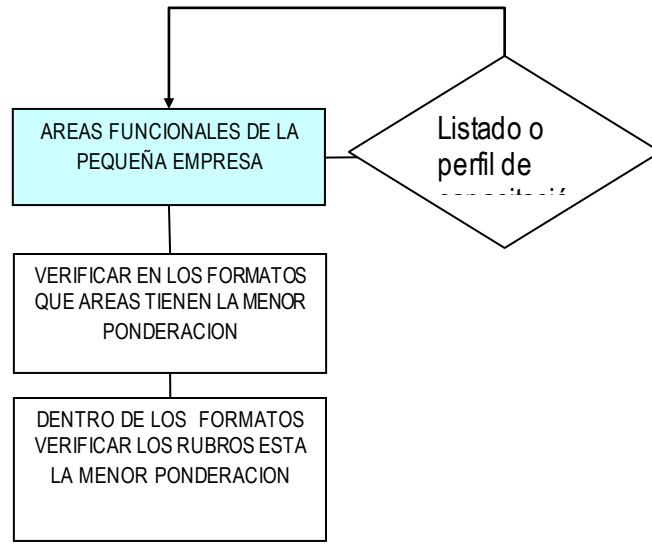 AREAS FUNCIONALES DE LA
PEQUEÑA EMPRESA
Listado o
perfil de
VERIFICAR EN LOS FORMATOS
QUE AREAS TIENEN LA MENOR
PONDERACION
DENTRO DE LOS FORMATOS
VERIFICAR LOS RUBROS ESTA
LA MENOR PONDERACION